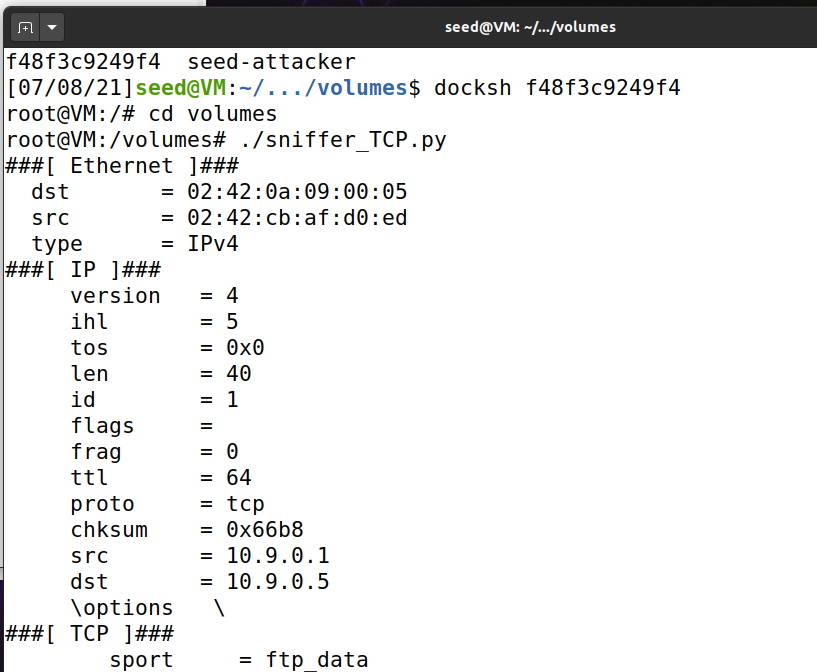 seed@VM: ~/.../volumes
f48f3c9249f4  seed-attacker
[07/08/21]seed@VM:~/.../volumes$ docksh f48f3c9249f4
root@VM:/# cd volumes
root@VM:/volumes# ./sniffer_TCP.py
###[ Ethernet ]###
  dst       = 02:42:0a:09:00:05
  src       = 02:42:cb:af:d0:ed
  type      = IPv4
###[ IP ]###
     version   = 4
     ihl       = 5
     tos       = 0x0
     len       = 40
     id        = 1
     flags     =
     frag      = 0
     ttl       = 64
     proto     = tcp
     chksum    = 0x66b8
     src       = 10.9.0.1
     dst       = 10.9.0.5
     \options   \
###[ TCP ]###
        sport     = ftp_data